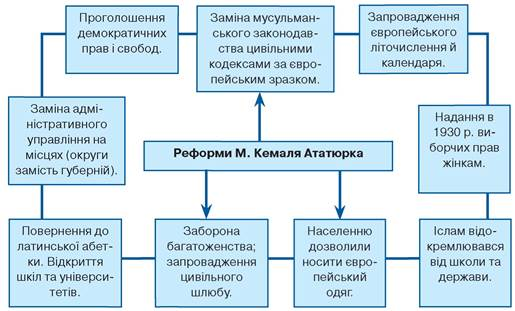 Проголошення
демократичних
прав і свобод.
Заміна мусульман-
ського законодав-
ства цивільними
кодексами за євро-
пейським зразком.
Запровадження
європейського
літочислення й
календаря.
Заміна адмі-
ністративного
управління на
місцях (округи
замість губерній).
Реформи М. Кемаля Ататюрка
Надання в
1930 р. ви-
борчих прав
жінкам.
Повернення до
латинської абет-
ки. Відкриття
шкіл та універси-
тетів.
Заборона
багатоженства;
запровадження
цивільного
шлюбу.
Населенню
дозволили
носити євро-
пейський
одяг.
Іслам відо-
кремлювався
від школи та
держави.